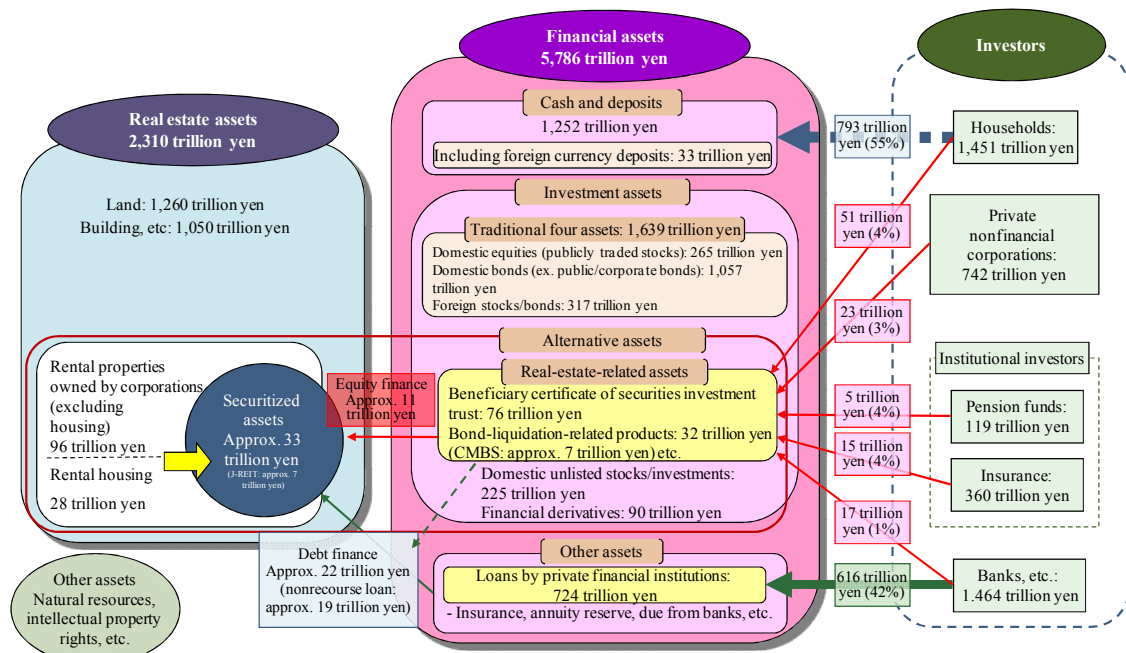 Financial assets
5,786 trillion yen
Investors
Real estate assets
2,310 trillion yen
Land: 1,260 trillion yen
Building, etc: 1,050 trillion yen
Rental properties
owned by corporations
(excluding
housing)
96 trillion yen
Rental housing
28 trillion yen
Securitized
assets
Approx. 33
trillion yen
(J-REIT: approx. 7
trillion yen)
Equity finance
Approx. 11
trillion yen
Debt finance
Approx. 22 trillion yen
(nonrecourse loan:
approx. 19 trillion yen)
Other assets
Natural resources,
intellectual property
rights, etc.
Cash and deposits
1,252 trillion yen
Including foreign currency deposits: 33 trillion yen
Investment assets
Traditional four assets: 1,639 trillion yen
Domestic equities (publicly traded stocks): 265 trillion yen
Domestic bonds (ex. public/corporate bonds): 1,057
trillion yen
Foreign stocks/bonds: 317 trillion yen
Alternative assets
Real-estate-related assets
Beneficiary certificate of securities investment
trust: 76 trillion yen
Bond-liquidation-related products: 32 trillion yen
(CMBS: approx. 7 trillion yen) etc.
Domestic unlisted stocks/investments:
225 trillion yen
Financial derivatives: 90 trillion yen
Other assets
Loans by private financial institutions:
724 trillion yen
- Insurance, annuity reserve, due from banks, etc.
793 trillion
yen (55%)
51 trillion
yen (4%)
23 trillion
yen (3%)
5 trillion
yen (4%)
15 trillion
yen (4%)
17 trillion
yen (1%)
616 trillion
yen (42%)
Households:
1,451 trillion yen
Private
nonfinancial
corporations:
742 trillion yen
Institutional investors
Pension funds:
119 trillion yen
Insurance:
360 trillion yen
Banks, etc.:
1.464 trillion yen